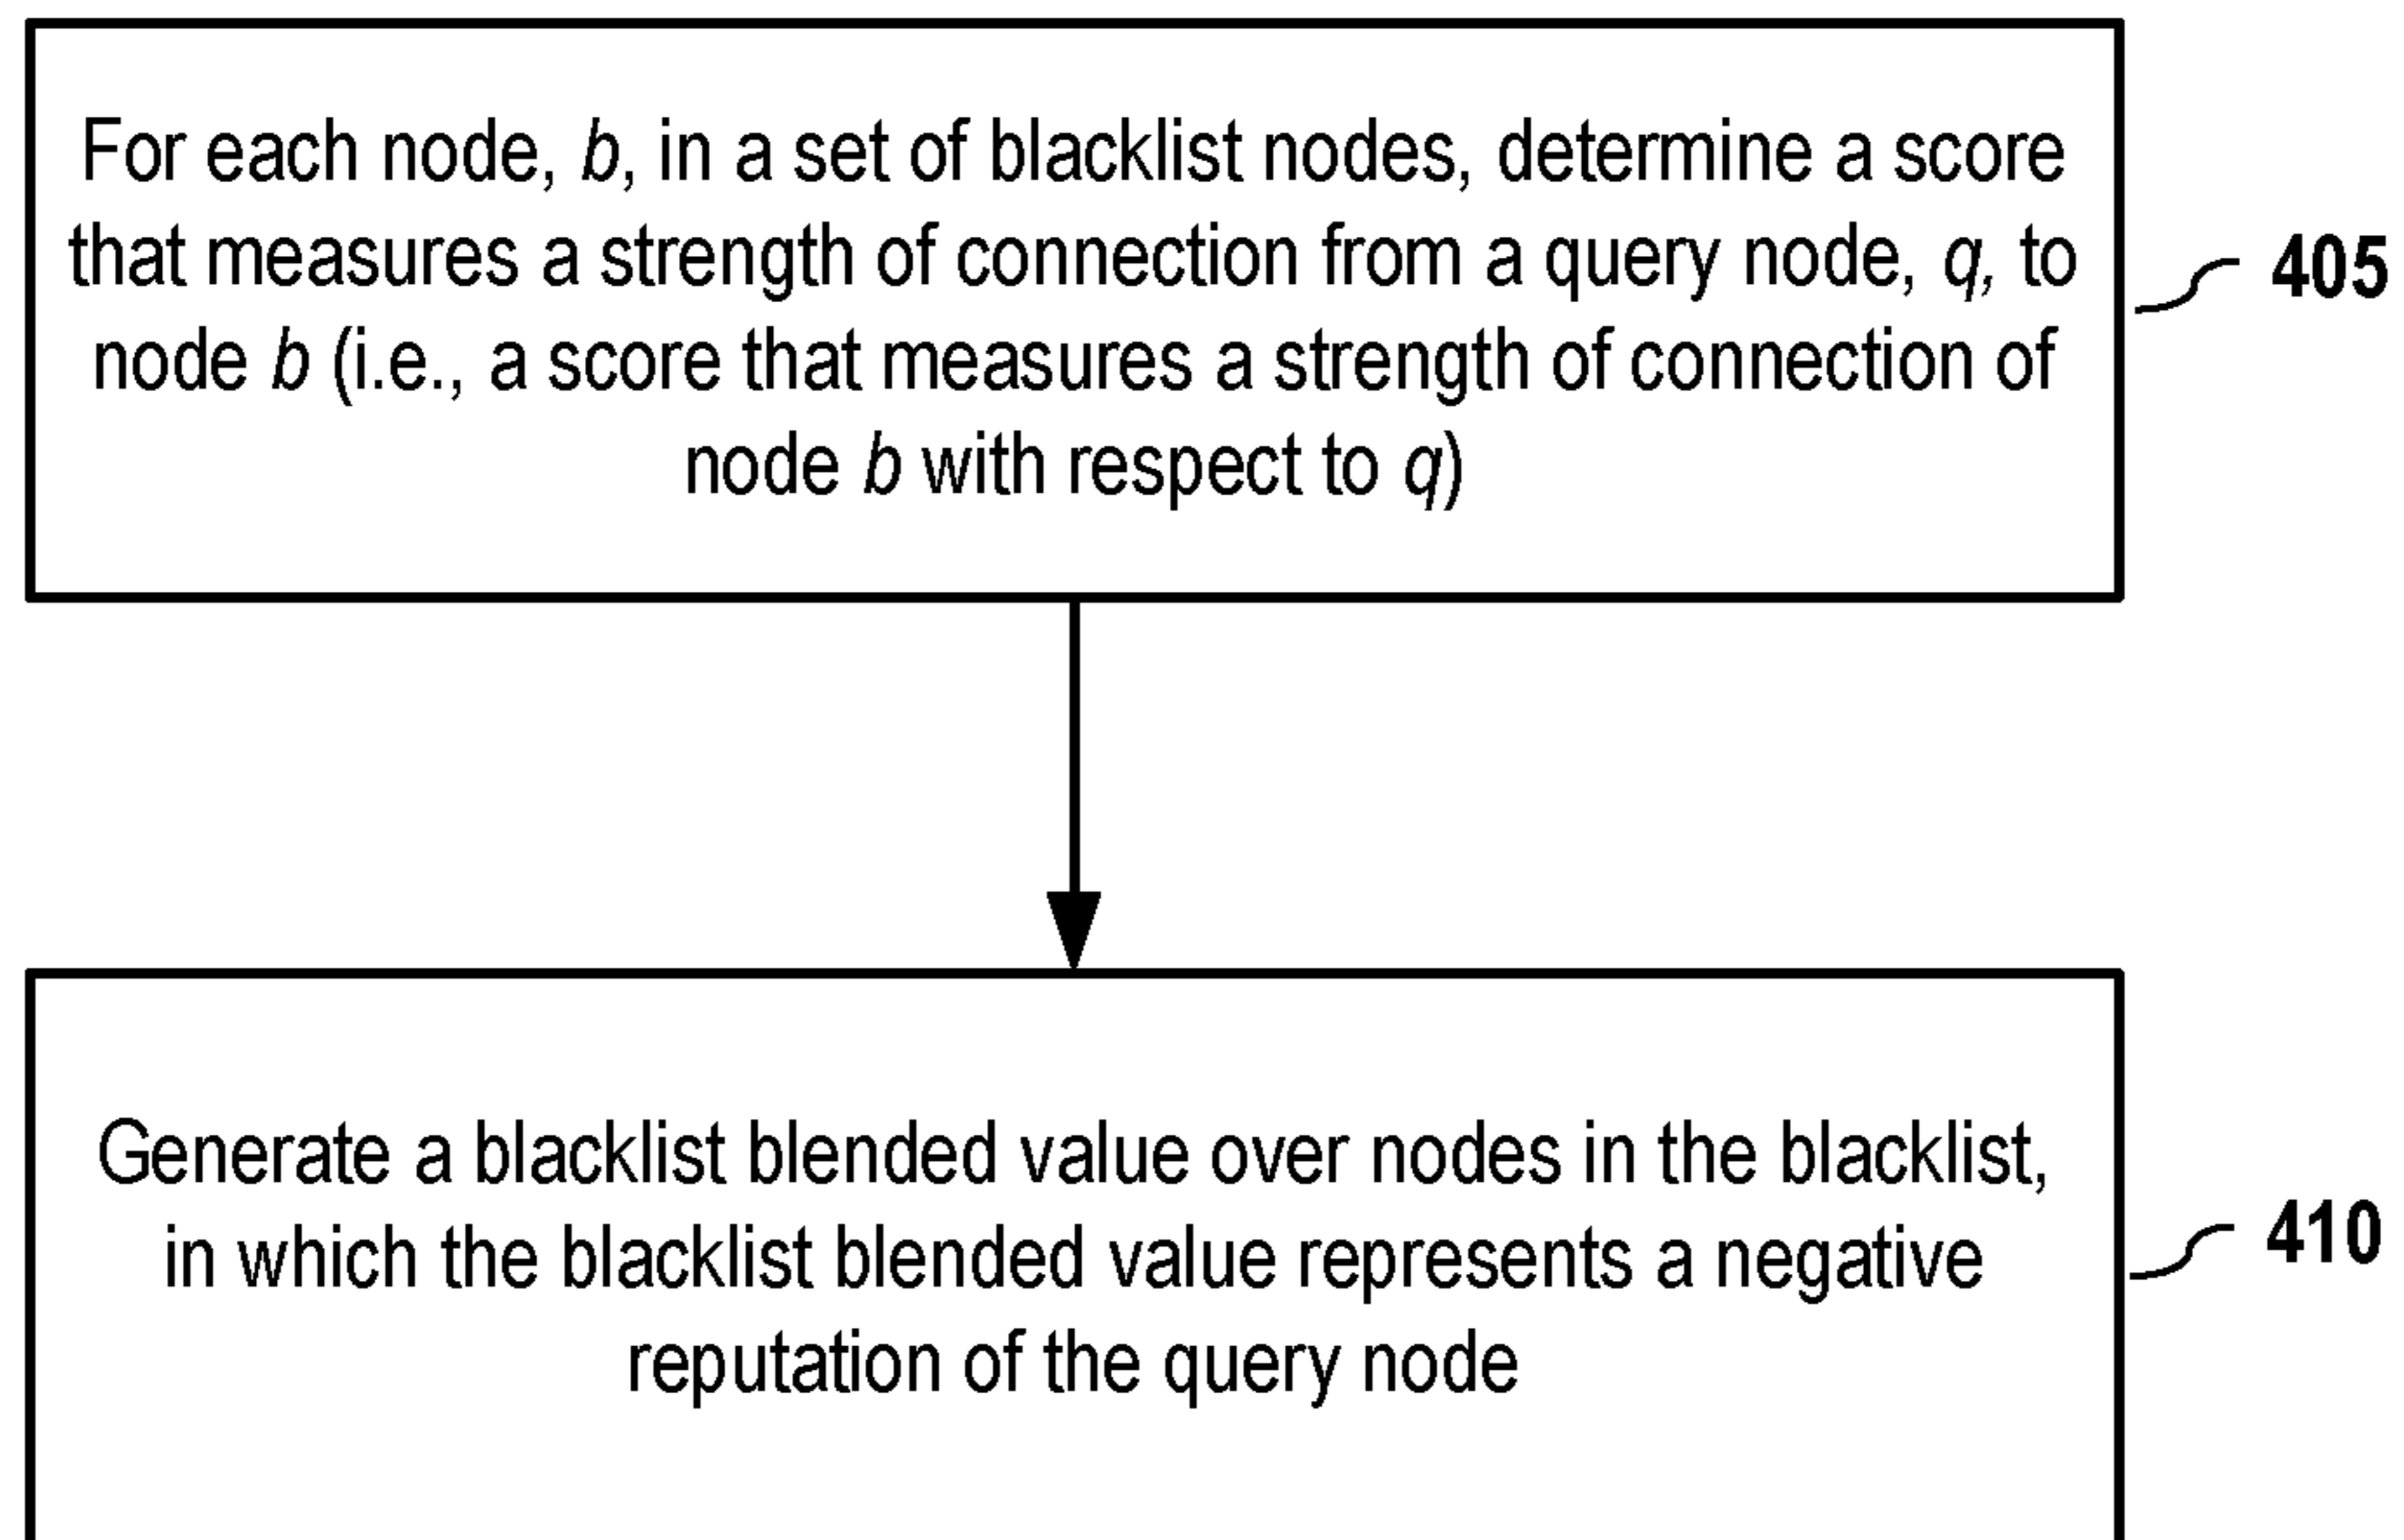 For each node, b, in a set of blacklist nodes, determine a score
that measures a strength of connection from a query node, q, to
node b (i.e., a score that measures a strength of connection of
node b with respect to q)
405
Generate a blacklist blended value over nodes in the blacklist,
in which the blacklist blended value represents a negative
reputation of the query node
410